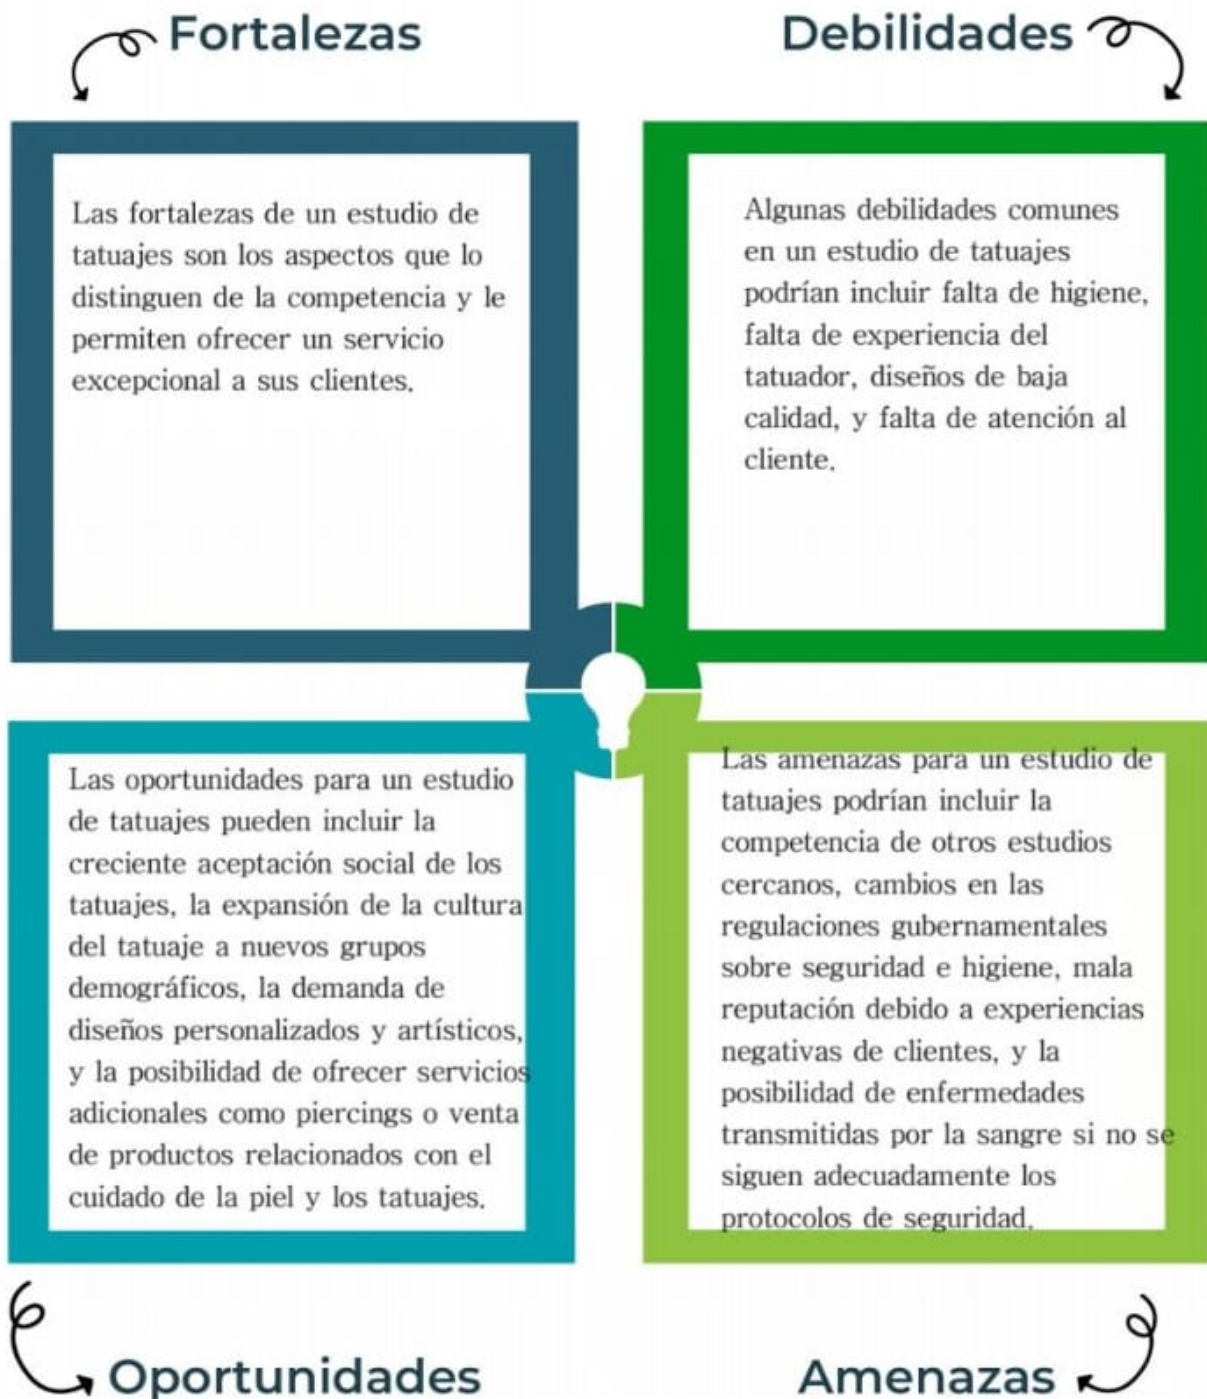 Fortalezas
Las fortalezas de un estudio de
tatuajes son los aspectos que lo
distinguen de la competencia y le
permiten ofrecer un servicio
excepcional a sus clientes.
Debilidades
Algunas debilidades comunes
en un estudio de tatuajes
podrían incluir falta de higiene,
falta de experiencia del
tatuador, diseños de baja
calidad, y falta de atención al
cliente.
Las oportunidades para un estudio
de tatuajes pueden incluir la
creciente aceptación social de los
tatuajes, la expansión de la cultura
del tatuaje a nuevos grupos
demográficos, la demanda de
diseños personalizados y artísticos,
y la posibilidad de ofrecer servicios
adicionales como piercings o venta
de productos relacionados con el
cuidado de la piel y los tatuajes.
Oportunidades
Las amenazas para un estudio de
tatuajes podrían incluir la
competencia de otros estudios
cercanos, cambios en las
regulaciones gubernamentales
sobre seguridad e higiene, mala
reputación debido a experiencias
negativas de clientes, y la
posibilidad de enfermedades
transmitidas por la sangre si no se
siguen adecuadamente los
protocolos de seguridad.
Amenazas